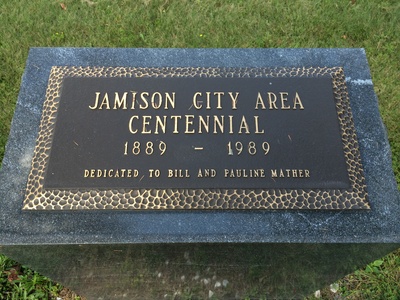 JAMISON CITY AREA
CENTENNIAL
1889 - 1989
DEDICATED TO BILL AND PAULINE MATHER